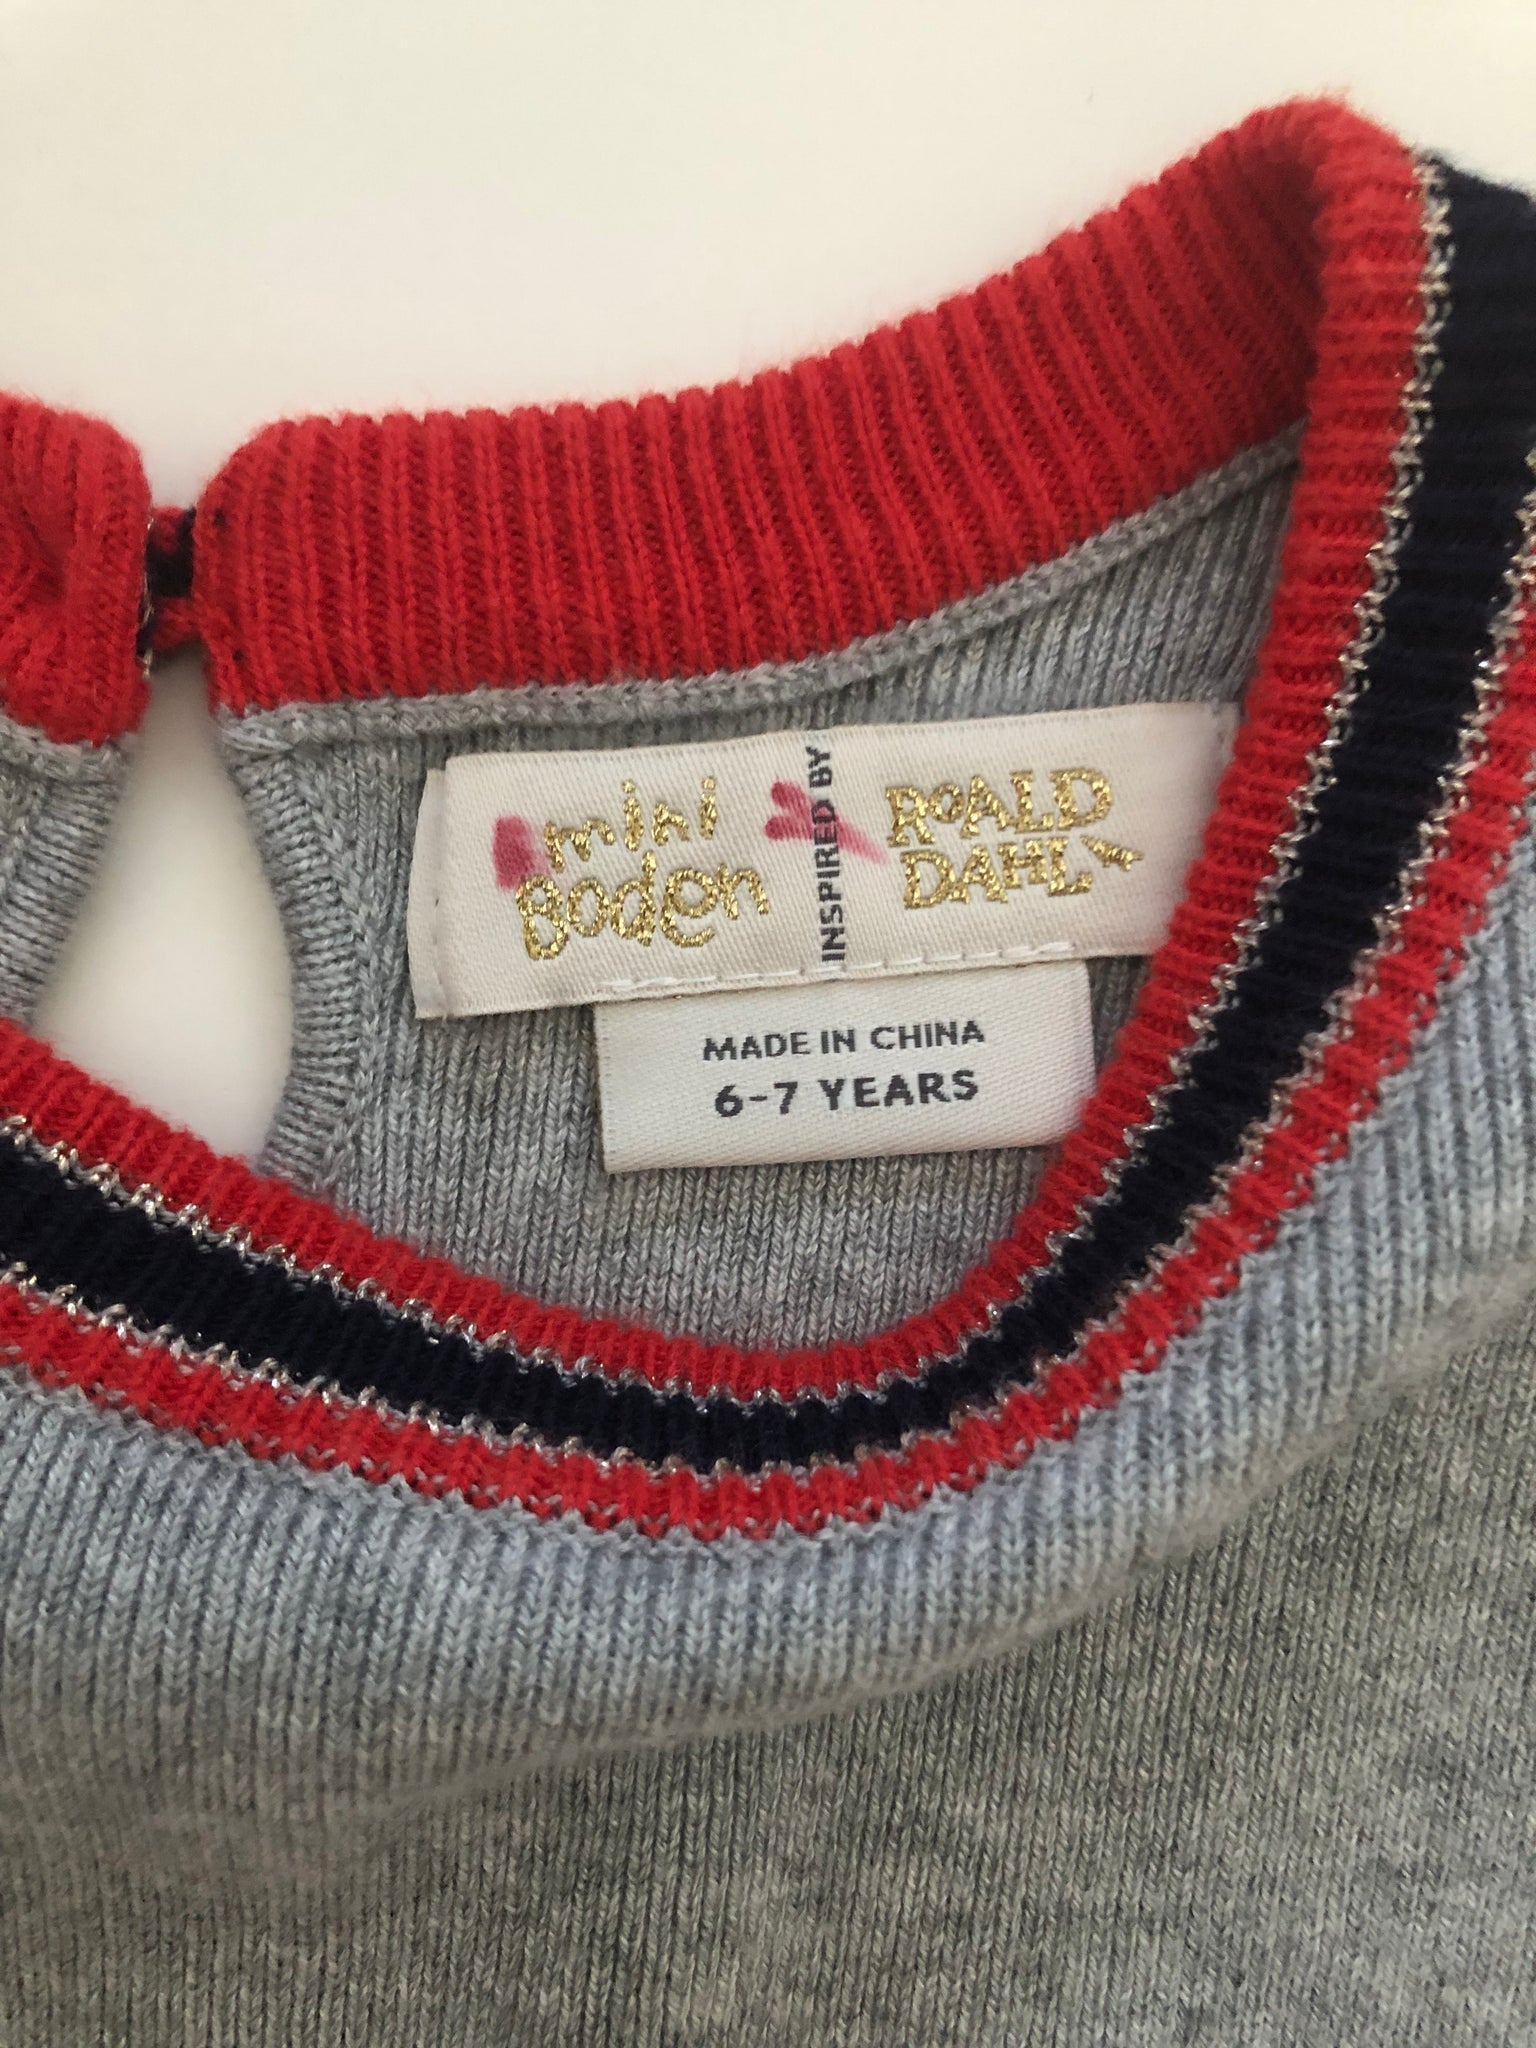 mini
Boden
INSPIRED BY
ROALD
DAHL
MADE IN CHINA
6-7 YEARS